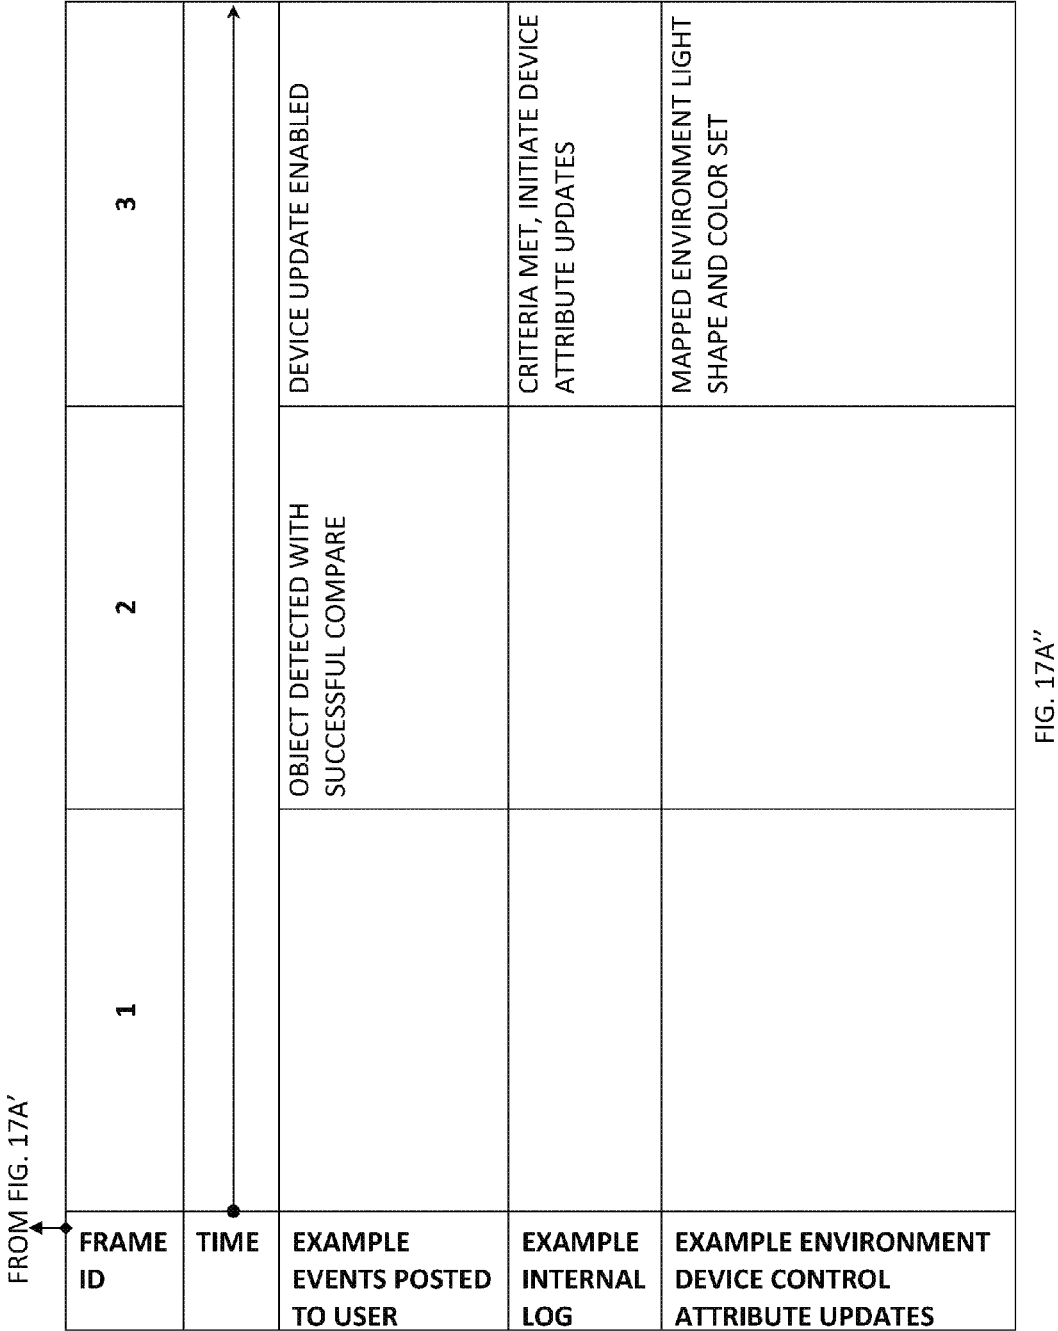 FROM FIG. 17A′
FRAME
ID
1
2
3
TIME
EXAMPLE
EVENTS POSTED
TO USER
OBJECT DETECTED WITH
SUCCESSFUL COMPARE
DEVICE UPDATE ENABLED
EXAMPLE
INTERNAL
LOG
CRITERIA MET, INITIATE DEVICE
ATTRIBUTE UPDATES
EXAMPLE ENVIRONMENT
DEVICE CONTROL
ATTRIBUTE UPDATES
MAPPED ENVIRONMENT LIGHT
SHAPE AND COLOR SET
FIG. 17A′′